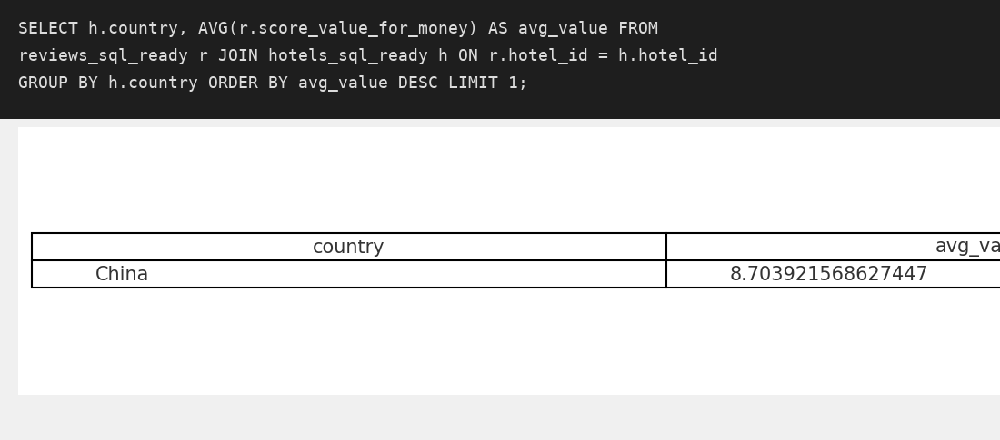 SELECT h.country, AVG(r.score_value_for_money) AS avg_value FROM
reviews_sql_ready r JOIN hotels_sql_ready h ON r.hotel_id = h.hotel_id
GROUP BY h.country ORDER BY avg_value DESC LIMIT 1;
country avg_va
China 8.703921568627447